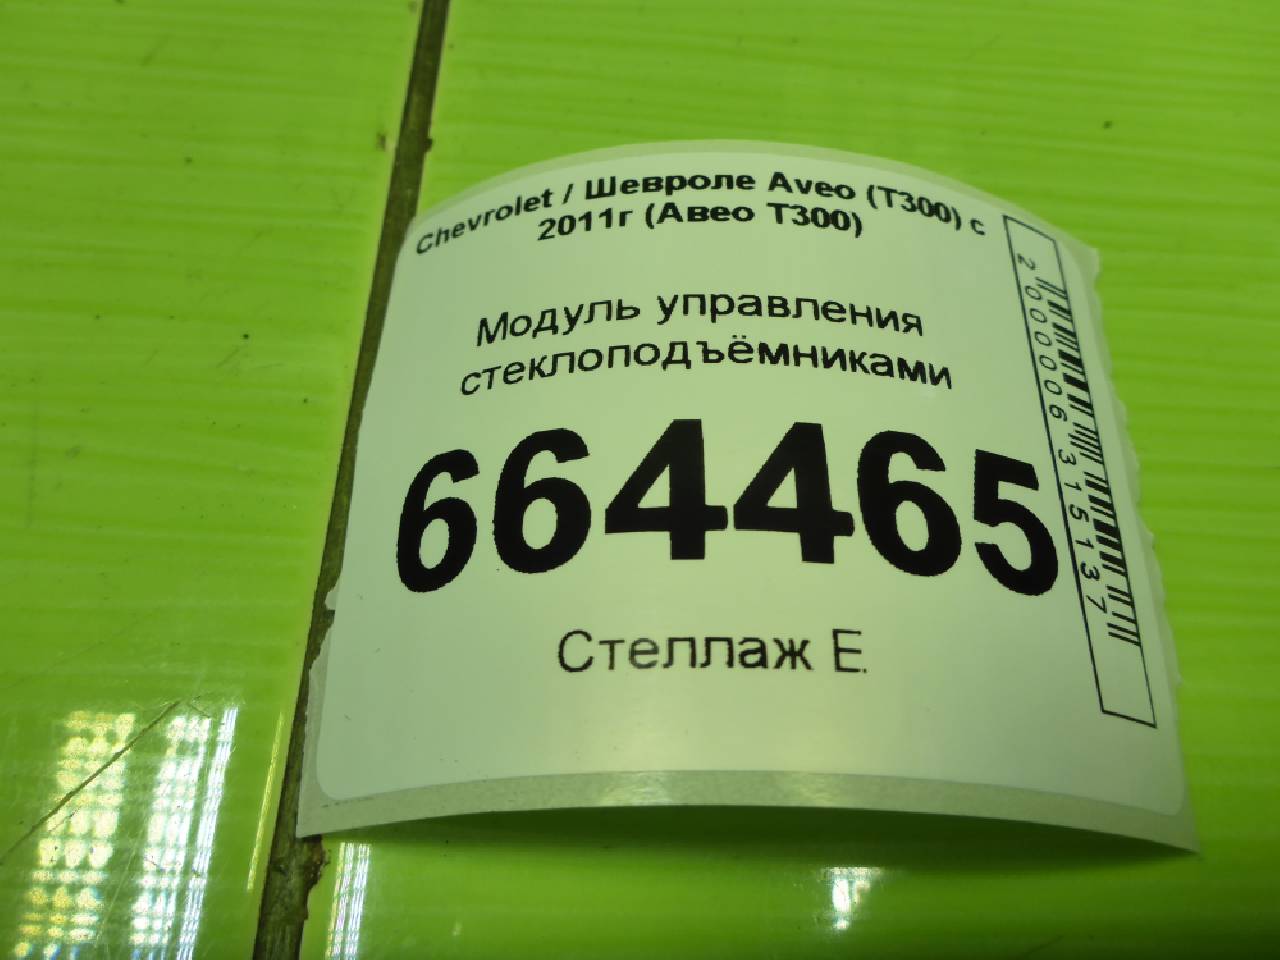 Chevrolet / Шевроле Aveo (T300) с
2011г (Авео Т300)
Модуль управления
стеклоподъёмниками
664465
Стеллаж Е
2000006315137